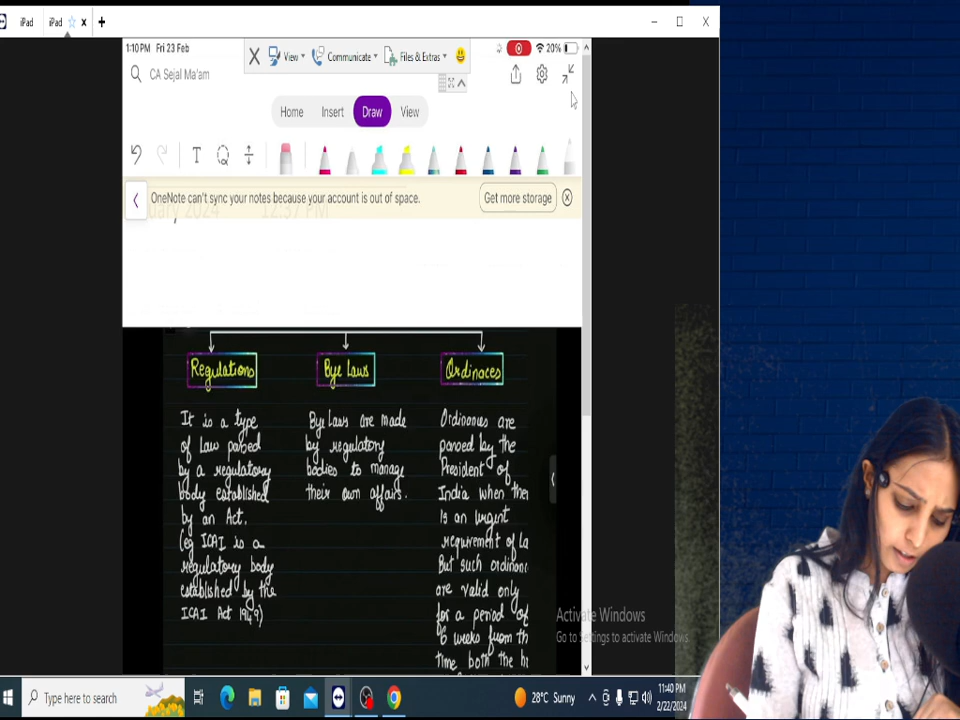 iPad
iPad
1:10 PM Fri 23 Feb
View
Communicate
Files & Extras
20%
CA Sejal Ma'am
Home
Insert
Draw
View
T
OneNote can't sync your notes because your account is out of space.
Get more storage
uary 2024 12:37 PM
Regulations
It is a type
of Law passed
by a regulatory
body established
by an Act.
(eg ICAI is a
regulatory body
established by the
ICAI Act 1949)
Bye Laws
Bye Laws are made
by regulatory
bodies to manage
their own affairs.
Ordinaces
Ordinances are
passed by the
President of
India when ther
is an urgent
requirement of La
But such ordinanc
are valid only
for a period of
6 weeks from th
time both the h
Activate Windows
Go to Settings to activate Windows.
Type here to search
28°C Sunny
11:40 PM
2/22/2024